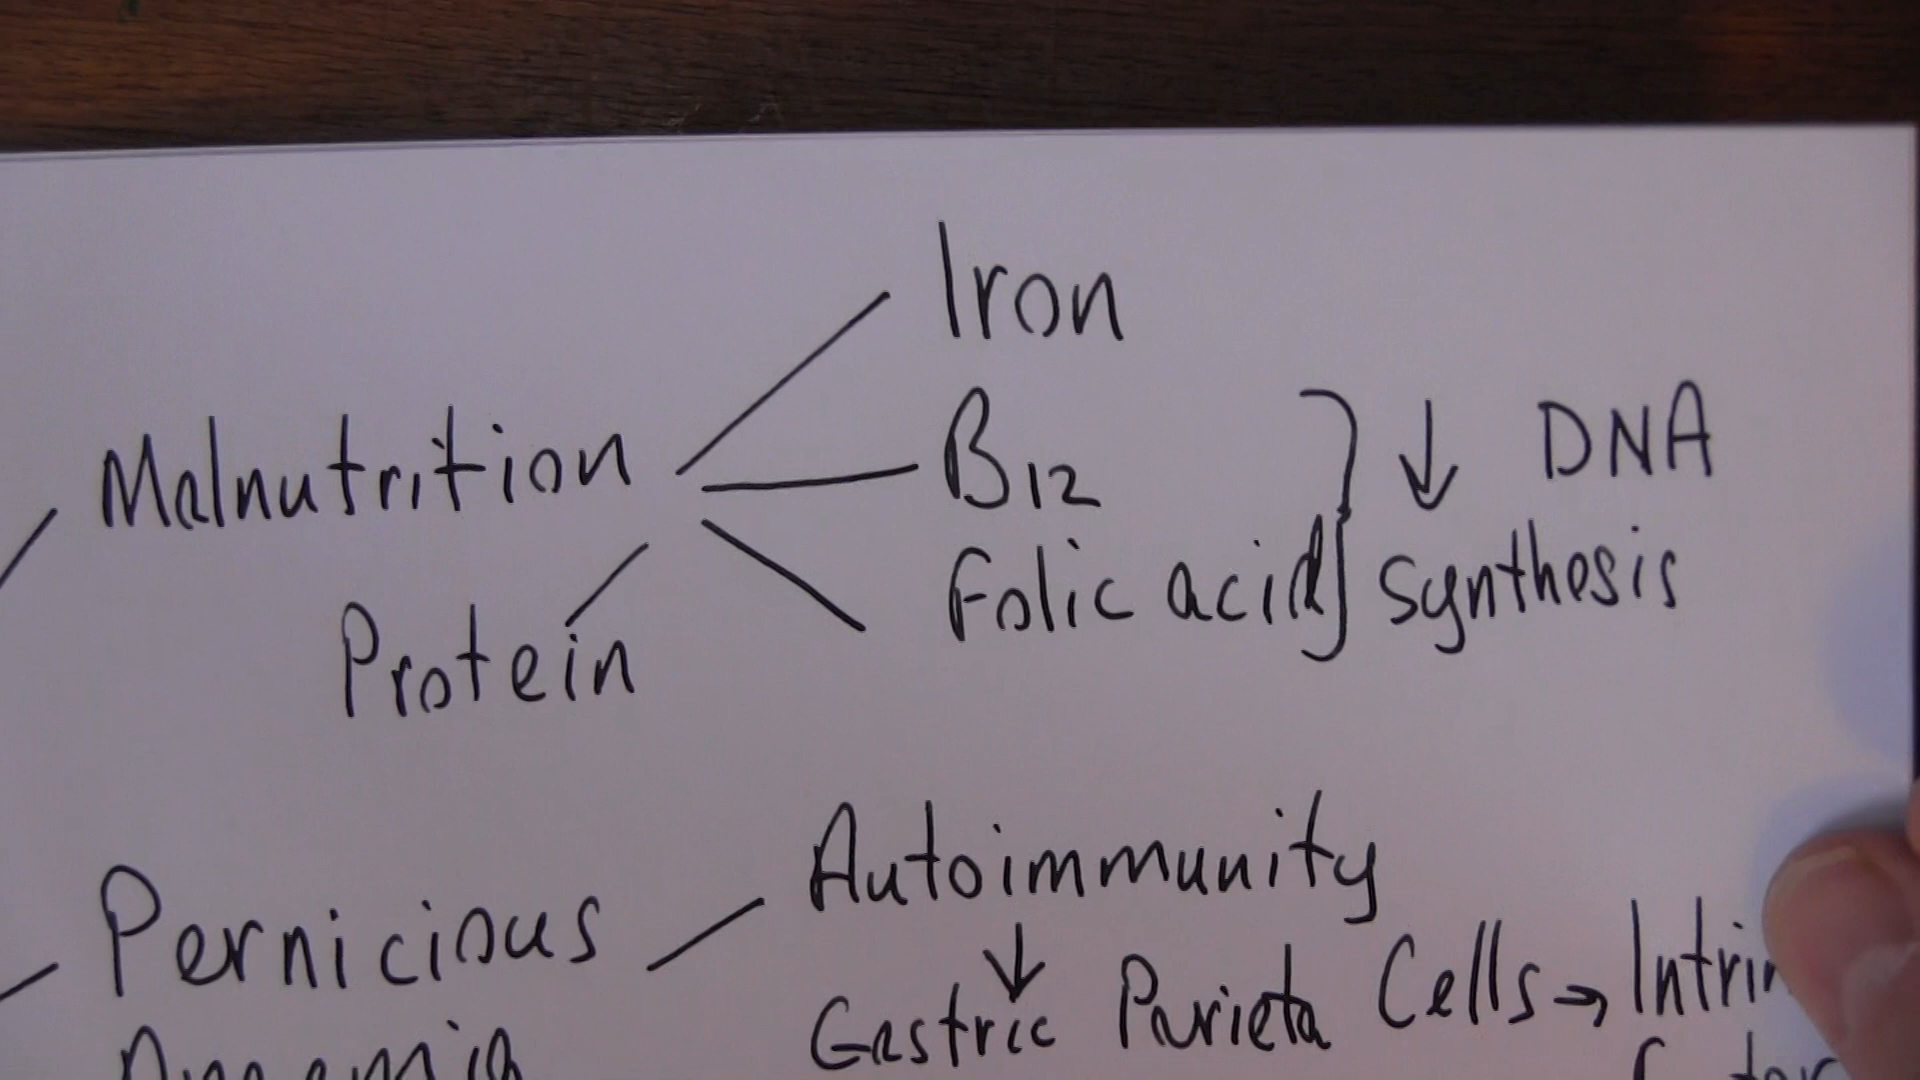 Iron
Malnutrition
B12
Folic acid
↓ DNA
synthesis
Protein
Pernicious
Autoimmunity
↓
Gastric Parieta Cells →